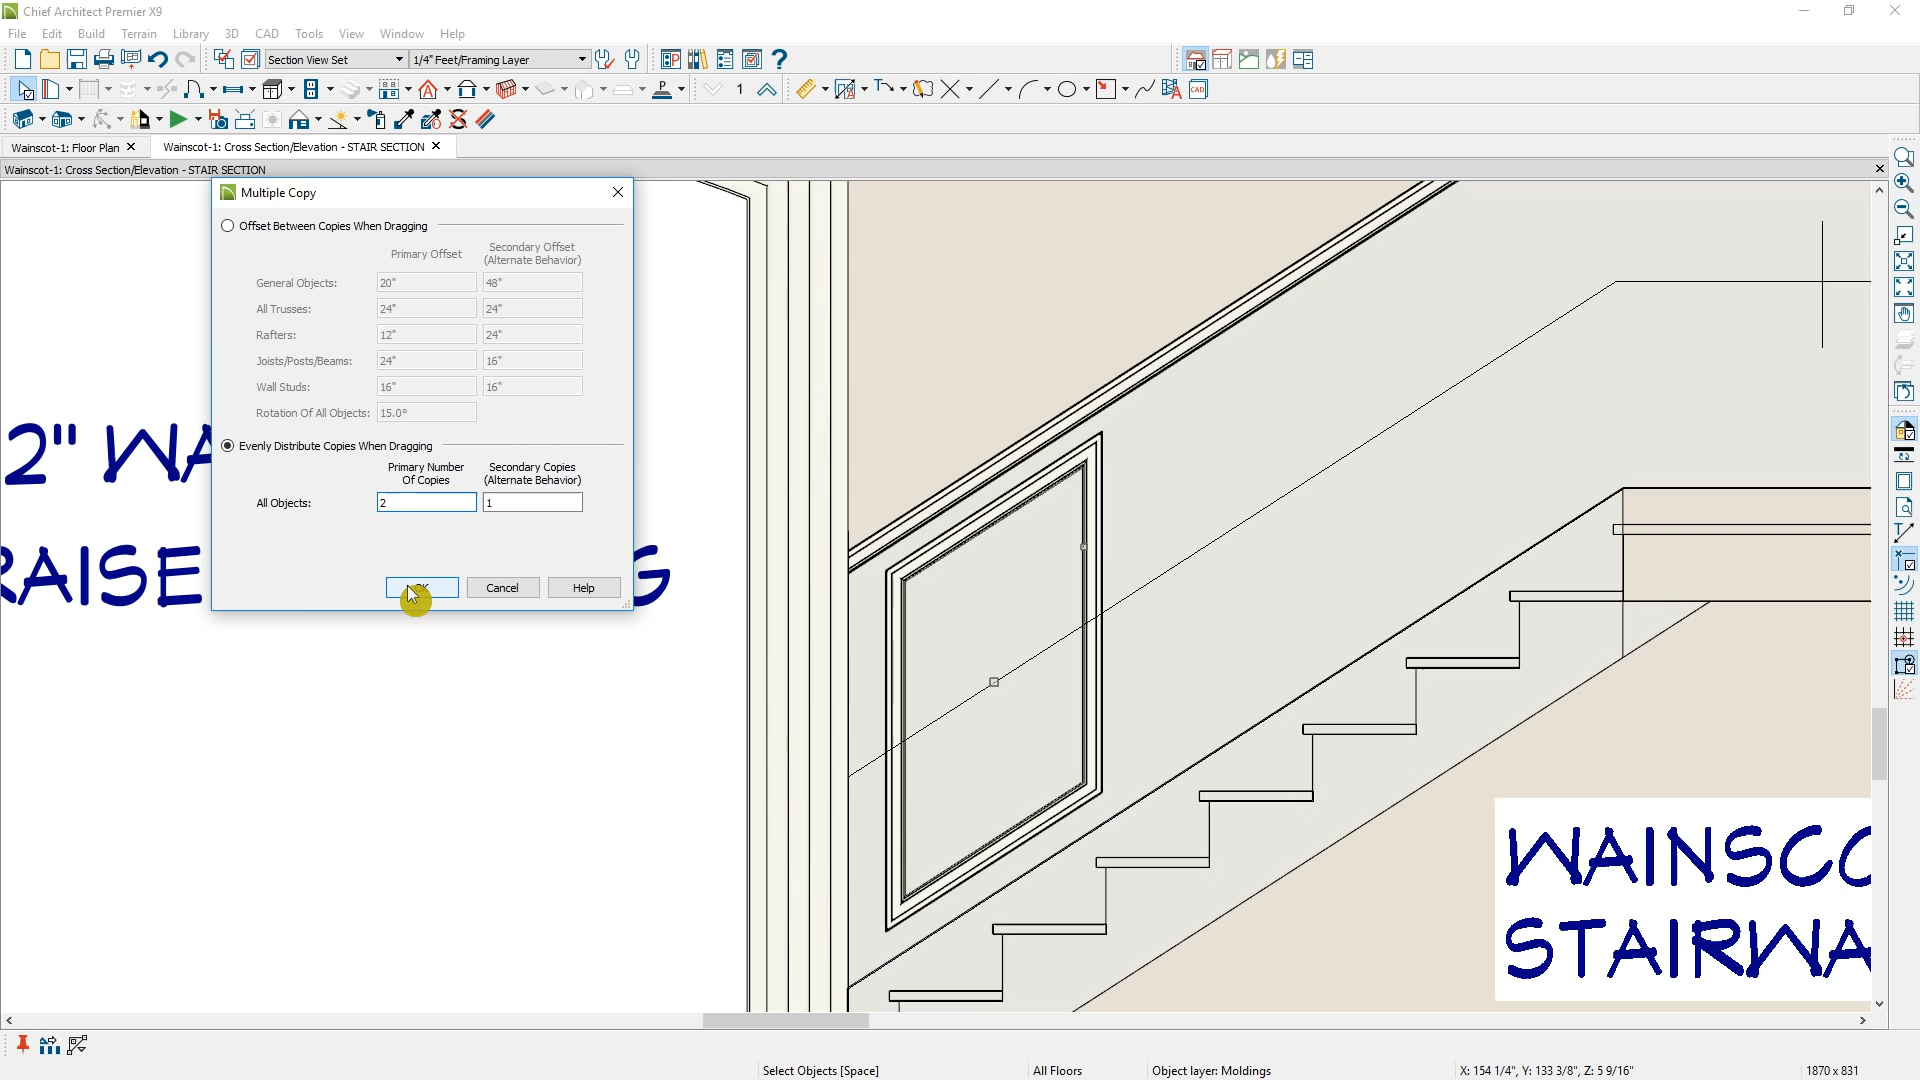 Chief Architect Premier X9
File Edit Build Terrain Library 3D CAD Tools View Window Help
Section View Set 1/4" Feet/Framing Layer
1
CAD
Wainscot-1: Floor Plan Wainscot-1: Cross Section/Elevation - STAIR SECTION
Wainscot-1: Cross Section/Elevation - STAIR SECTION
Multiple Copy
Offset Between Copies When Dragging
Primary Offset Secondary Offset
(Alternate Behavior)
General Objects: 20" 48"
All Trusses: 24" 24"
Rafters: 12" 24"
Joists/Posts/Beams: 24" 16"
Wall Studs: 16" 16"
Rotation Of All Objects: 15.0°
Evenly Distribute Copies When Dragging
Primary Number Secondary Copies
Of Copies (Alternate Behavior)
All Objects: 2 1
OK Cancel Help
2" WA
RAISE G
WAINSCO
STAIRWA
Select Objects [Space] All Floors Object layer: Moldings X: 154 1/4", Y: 133 3/8", Z: 5 9/16" 1870 x 831